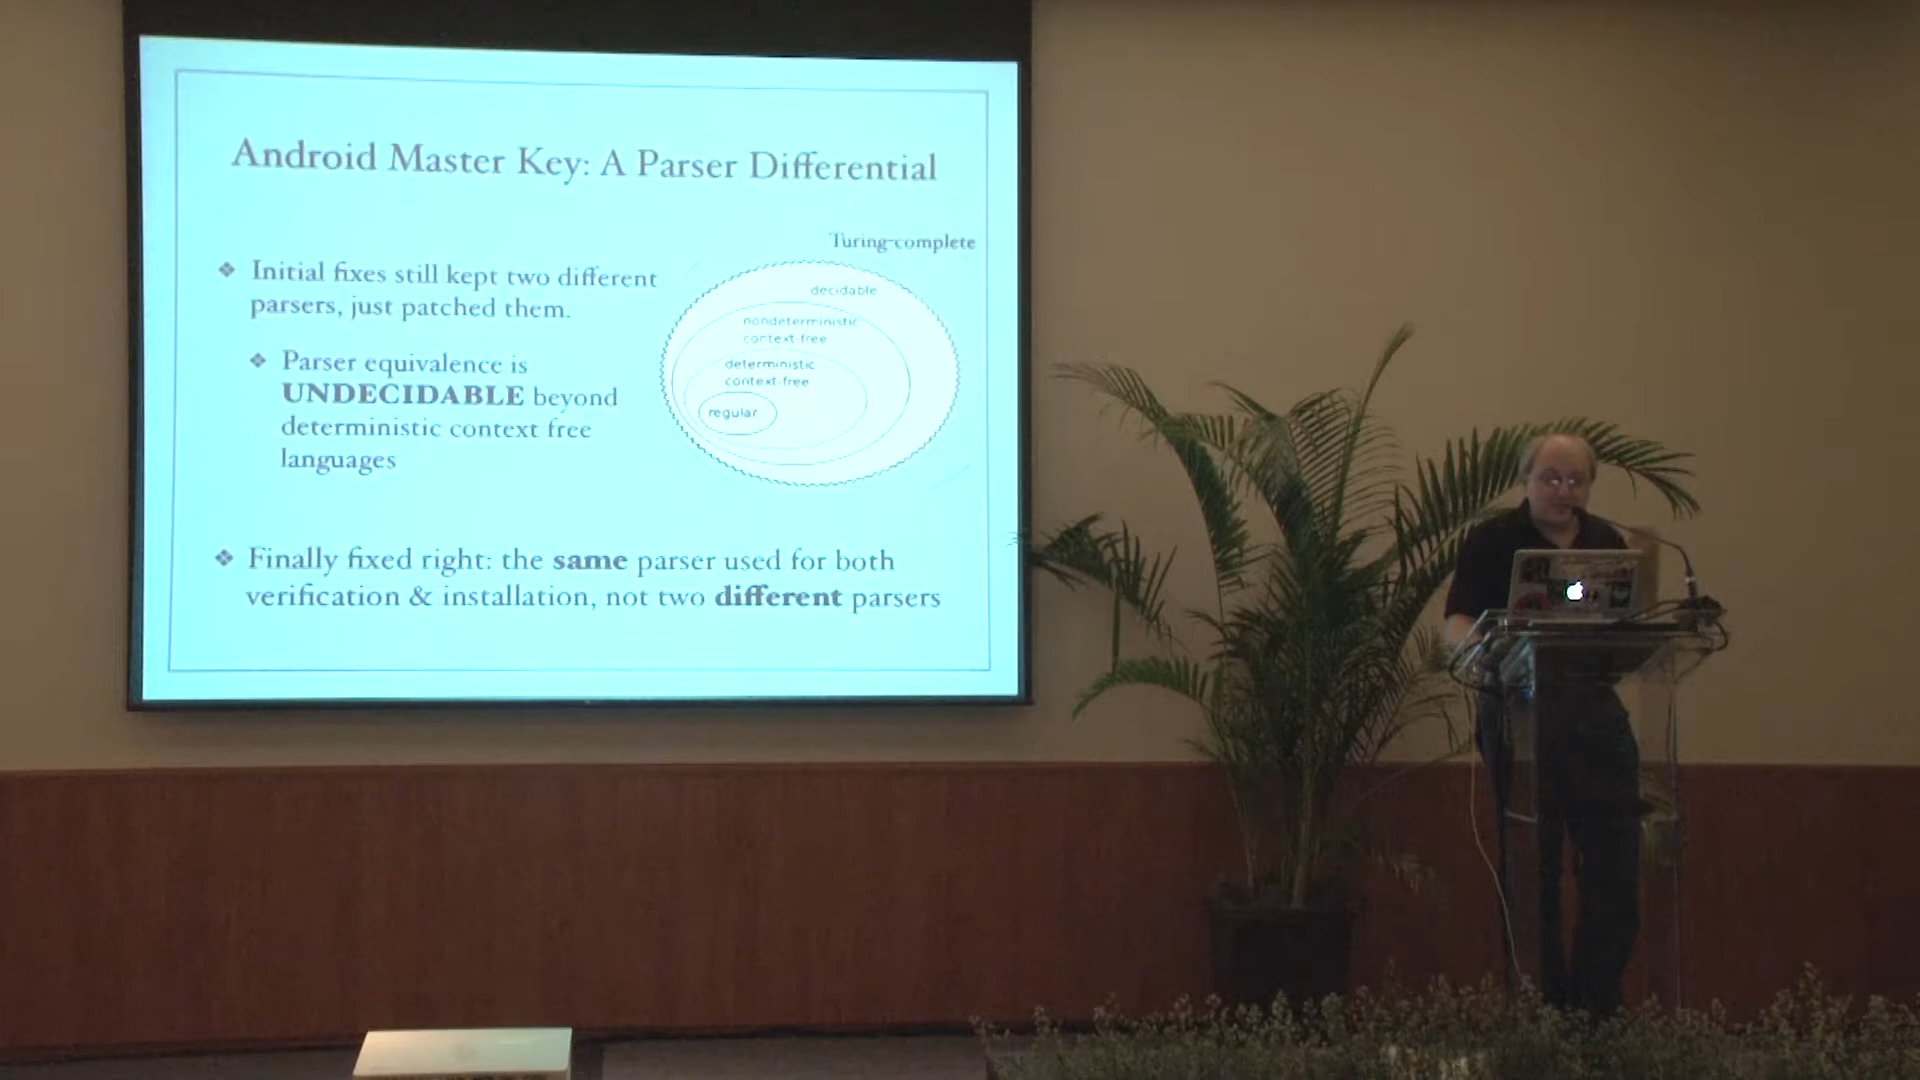 Android Master Key: A Parser Differential
Turing-complete
❖ Initial fixes still kept two different
parsers, just patched them.
❖ Parser equivalence is
UNDECIDABLE beyond
deterministic context free
languages
decidable
nondeterministic
context-free
deterministic
context-free
regular
❖ Finally fixed right: the same parser used for both
verification & installation, not two different parsers